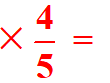 × 4/5 =